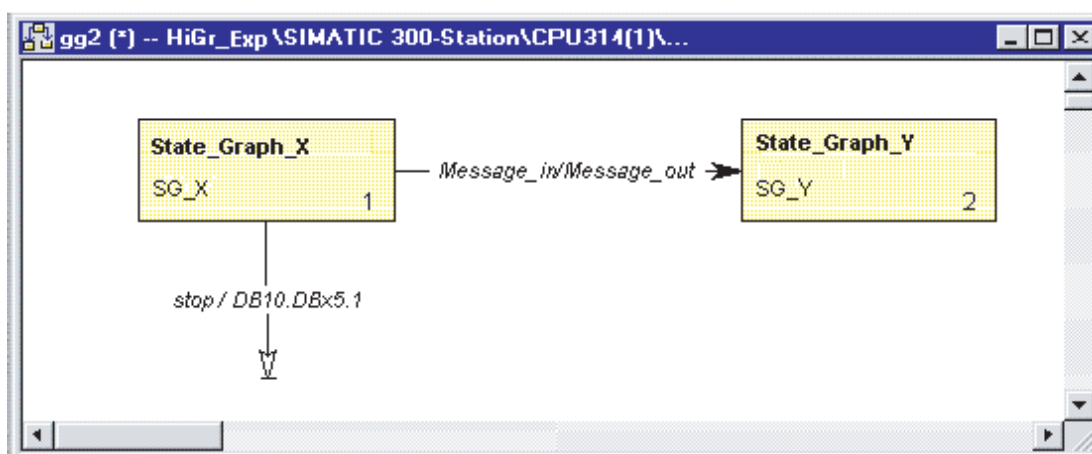 gg2 (*) -- HiGr_Exp\SIMATIC 300-Station\CPU314(1)\...
State_Graph_X
SG_X
1
Message_in/Message_out
State_Graph_Y
SG_Y
2
stop / DB10.DBx5.1